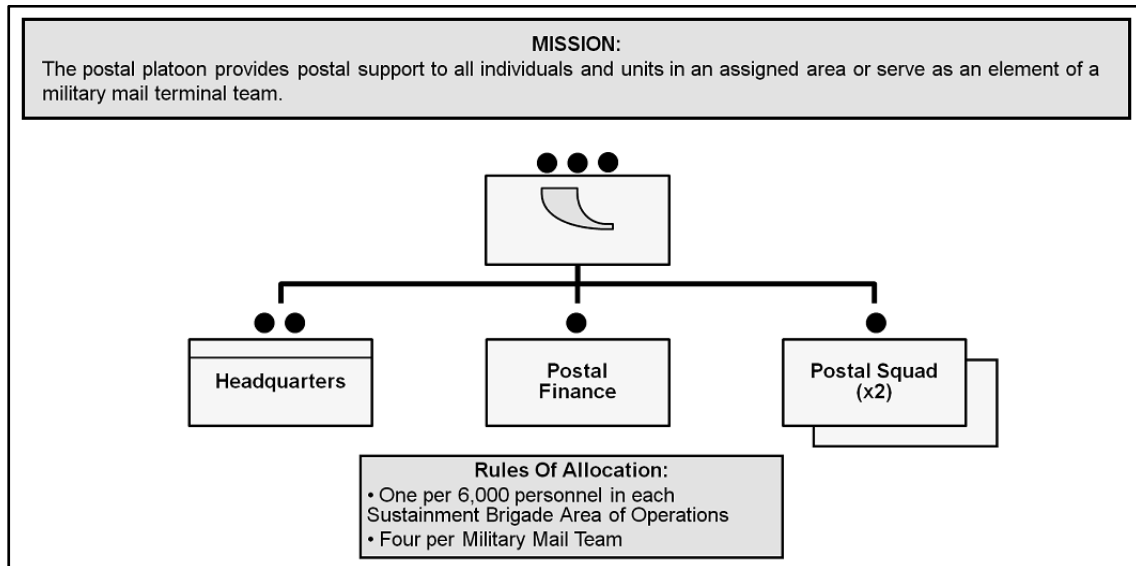 MISSION:
The postal platoon provides postal support to all individuals and units in an assigned area or serve as an element of a
military mail terminal team.
Headquarters
Postal
Finance
Postal Squad
(x2)
Rules Of Allocation:
• One per 6,000 personnel in each
Sustainment Brigade Area of Operations
• Four per Military Mail Team